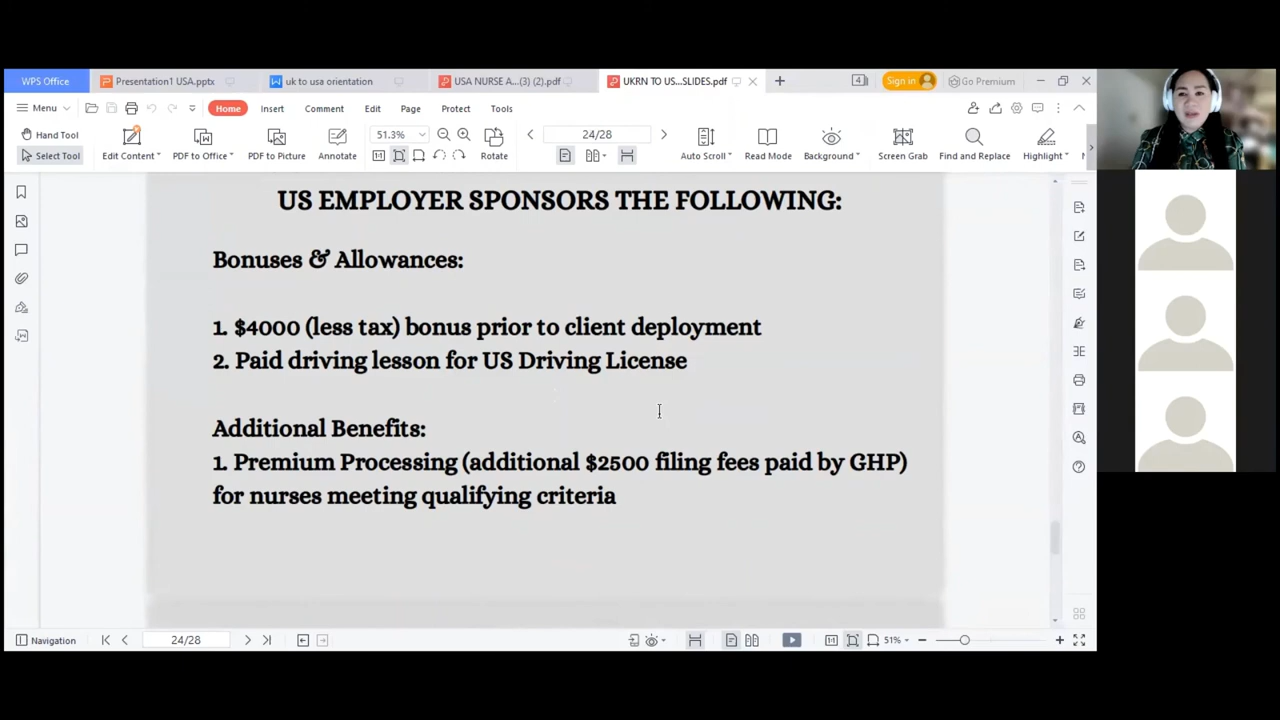 WPS Office
Presentation1 USA.pptx
uk to usa orientation
USA NURSE A...(3) (2).pdf
UKRN TO US...SLIDES.pdf
4
Sign in
Go Premium
Menu
Home
Insert
Comment
Edit
Page
Protect
Tools
Hand Tool
Select Tool
Edit Content
PDF to Office
PDF to Picture
Annotate
51.3%
Rotate
24/28
Auto Scroll
Read Mode
Background
Screen Grab
Find and Replace
Highlight
US EMPLOYER SPONSORS THE FOLLOWING:
Bonuses & Allowances:
1. $4000 (less tax) bonus prior to client deployment
2. Paid driving lesson for US Driving License
Additional Benefits:
1. Premium Processing (additional $2500 filing fees paid by GHP)
for nurses meeting qualifying criteria
Navigation
24/28
51%